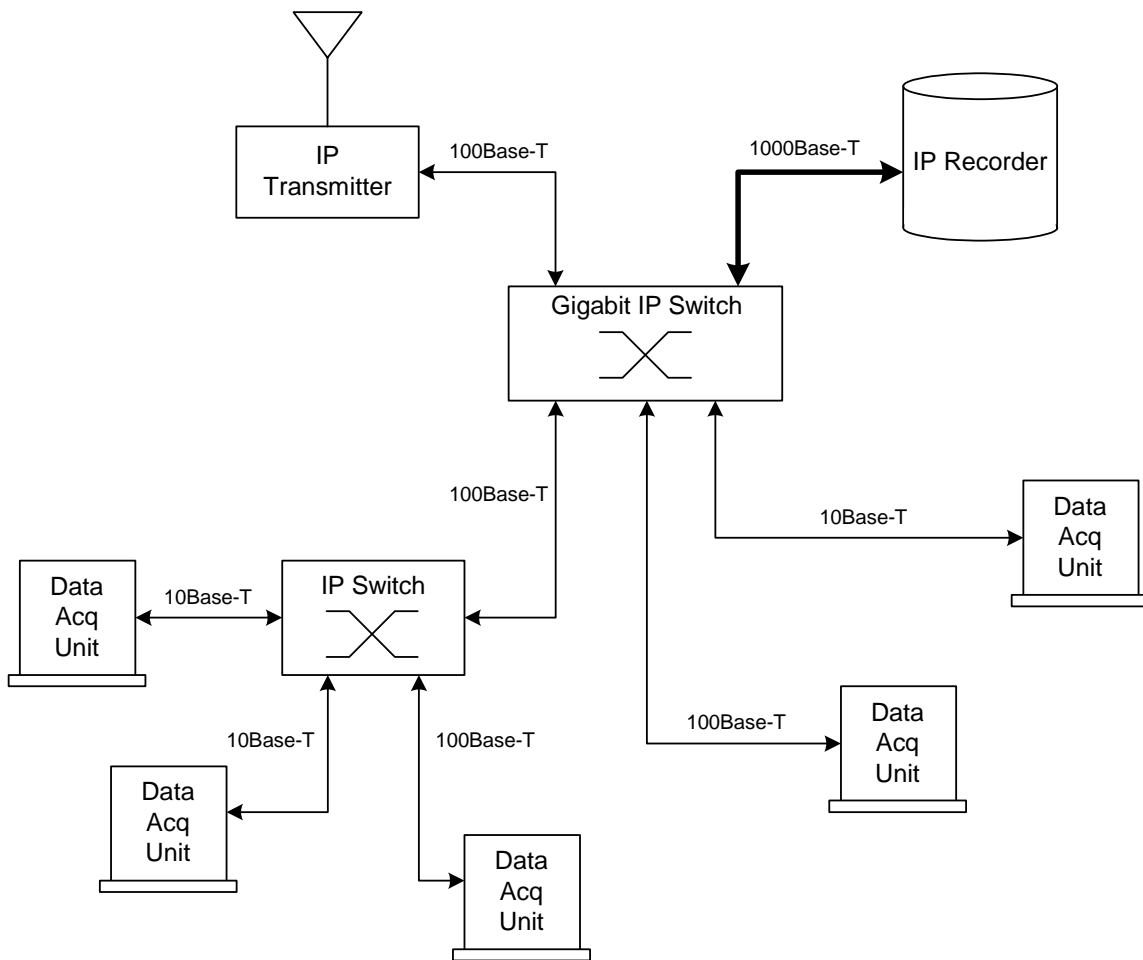 IP
Transmitter
100Base-T
1000Base-T
IP Recorder
Gigabit IP Switch
100Base-T
10Base-T
Data
Acq
Unit
Data
Acq
Unit
10Base-T
IP Switch
100Base-T
Data
Acq
Unit
10Base-T
100Base-T
Data
Acq
Unit
Data
Acq
Unit